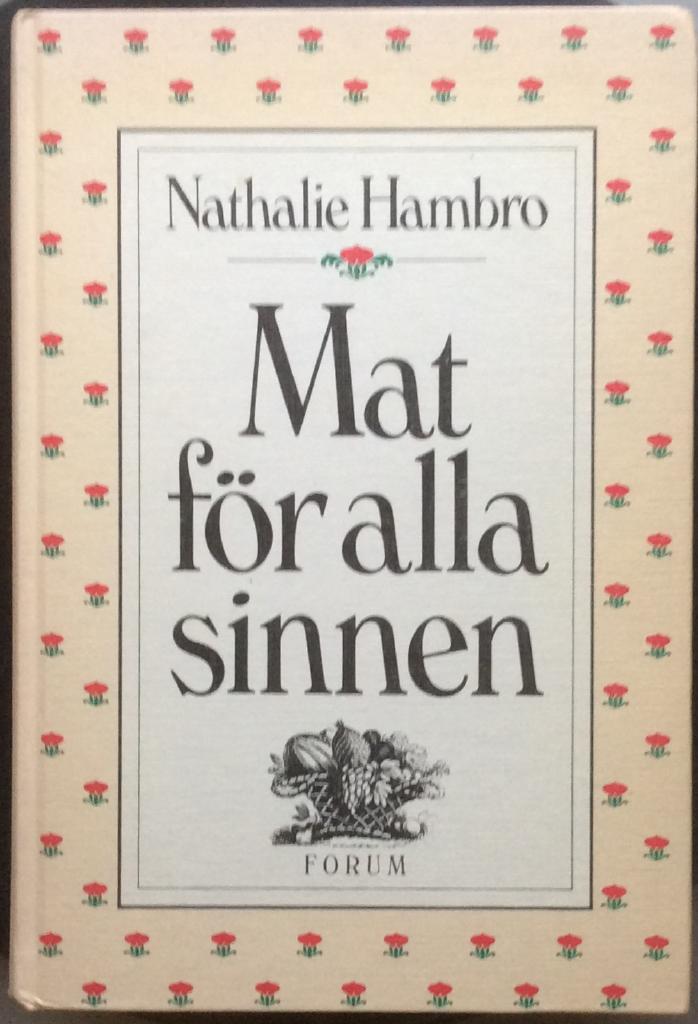 Nathalie Hambro
Mat
för alla
sinnen
FORUM